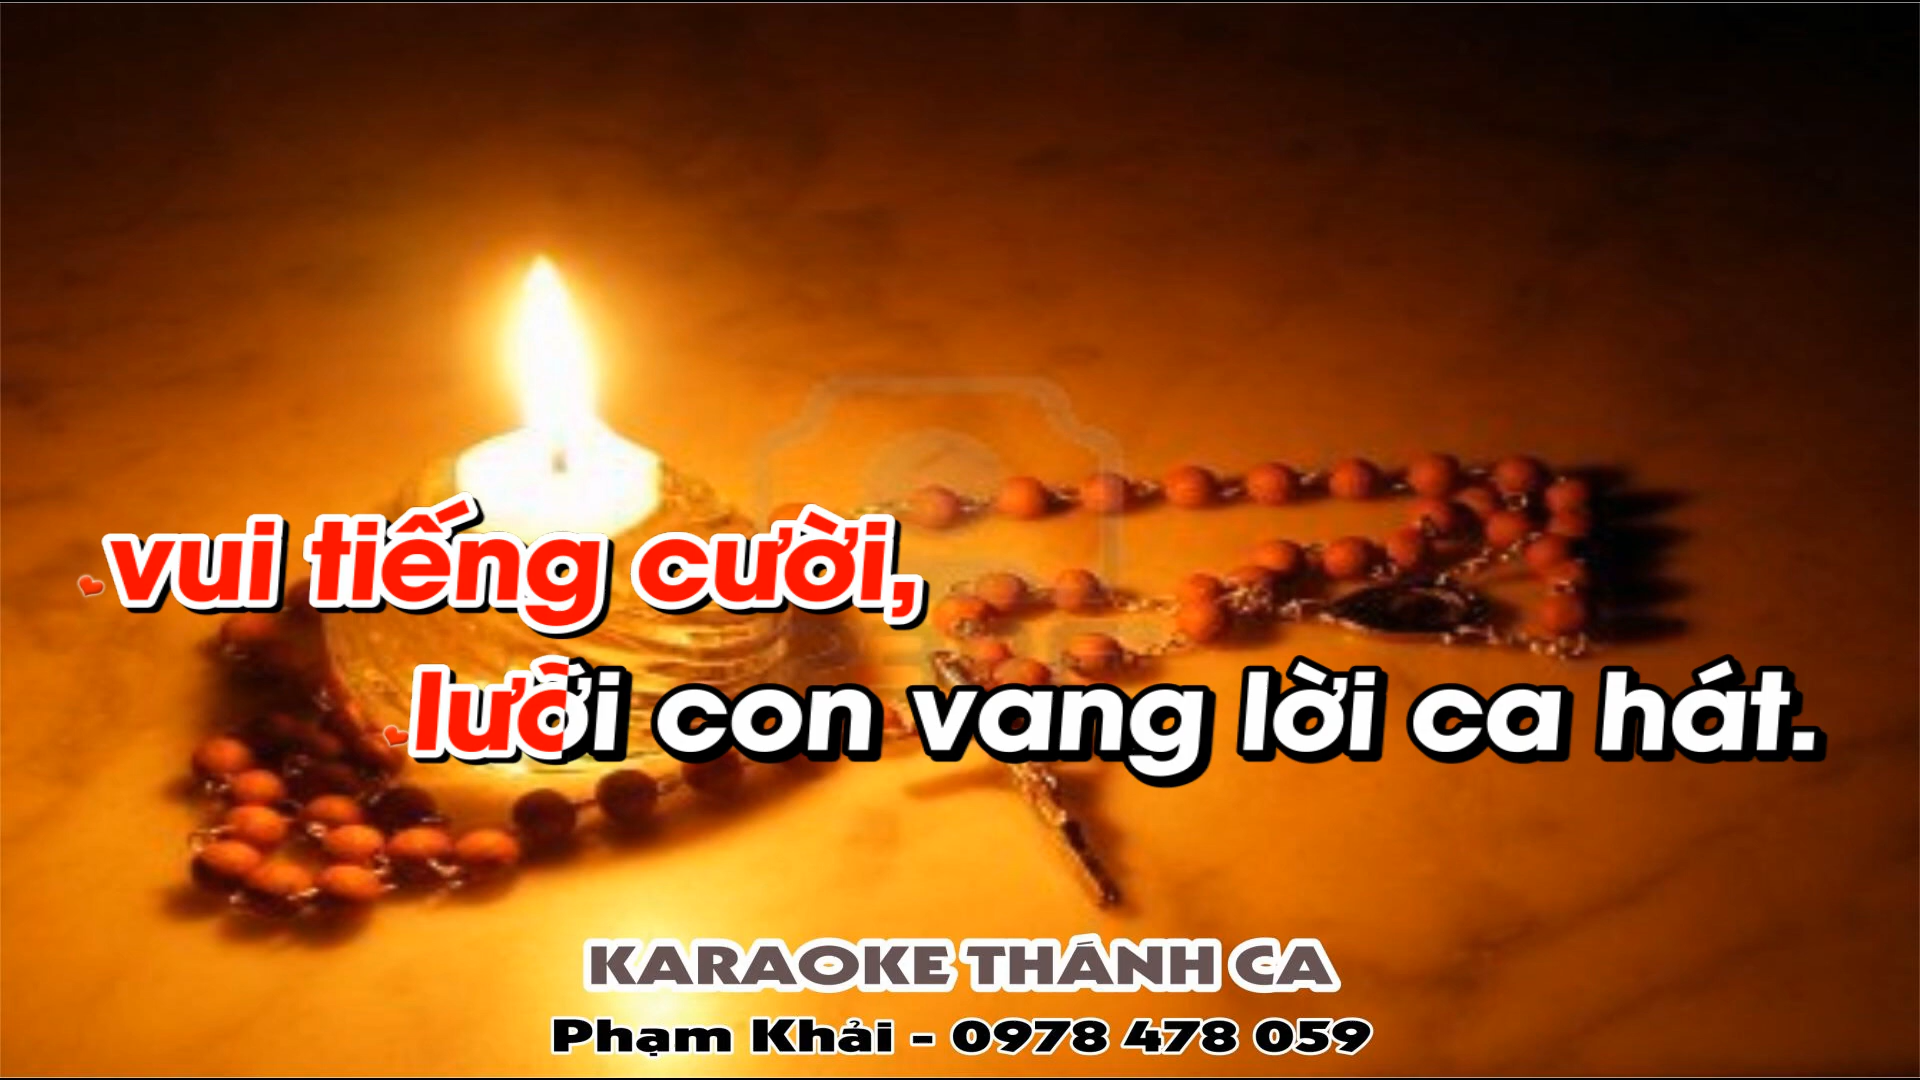 vui tiếng cười,
lưỡi con vang lời ca hát.
KARAOKE THÁNH CA
Phạm Khải - 0978 478 059